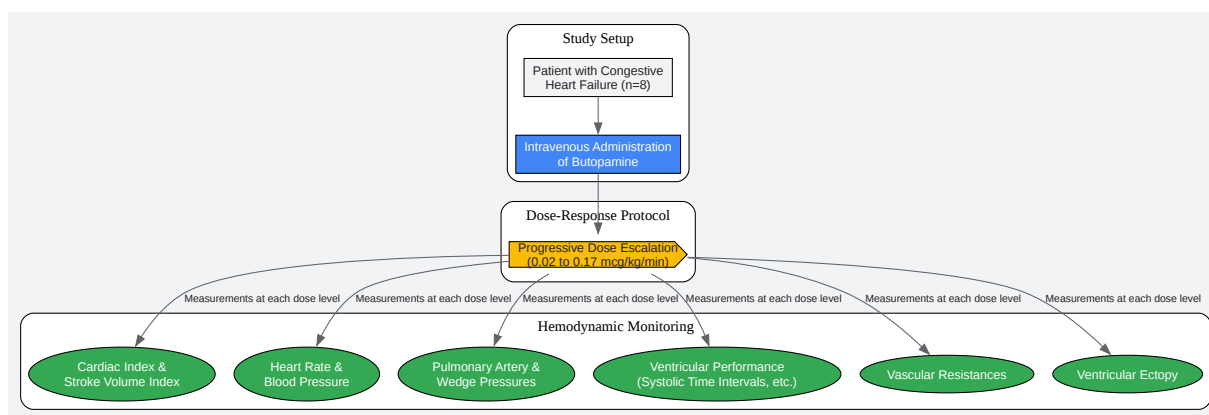 Study Setup
Patient with Congestive
Heart Failure (n=8)
Intravenous Administration
of Butopamine
Dose-Response Protocol
Progressive Dose Escalation
(0.02 to 0.17 mcg/kg/min)
Measurements at each dose level
Measurements at each dose level
Measurements at each dose level
Measurements at each dose level
Measurements at each dose level
Measurements at each dose level
Hemodynamic Monitoring
Cardiac Index &
Stroke Volume Index
Heart Rate &
Blood Pressure
Pulmonary Artery &
Wedge Pressures
Ventricular Performance
(Systolic Time Intervals, etc.)
Vascular Resistances
Ventricular Ectopy